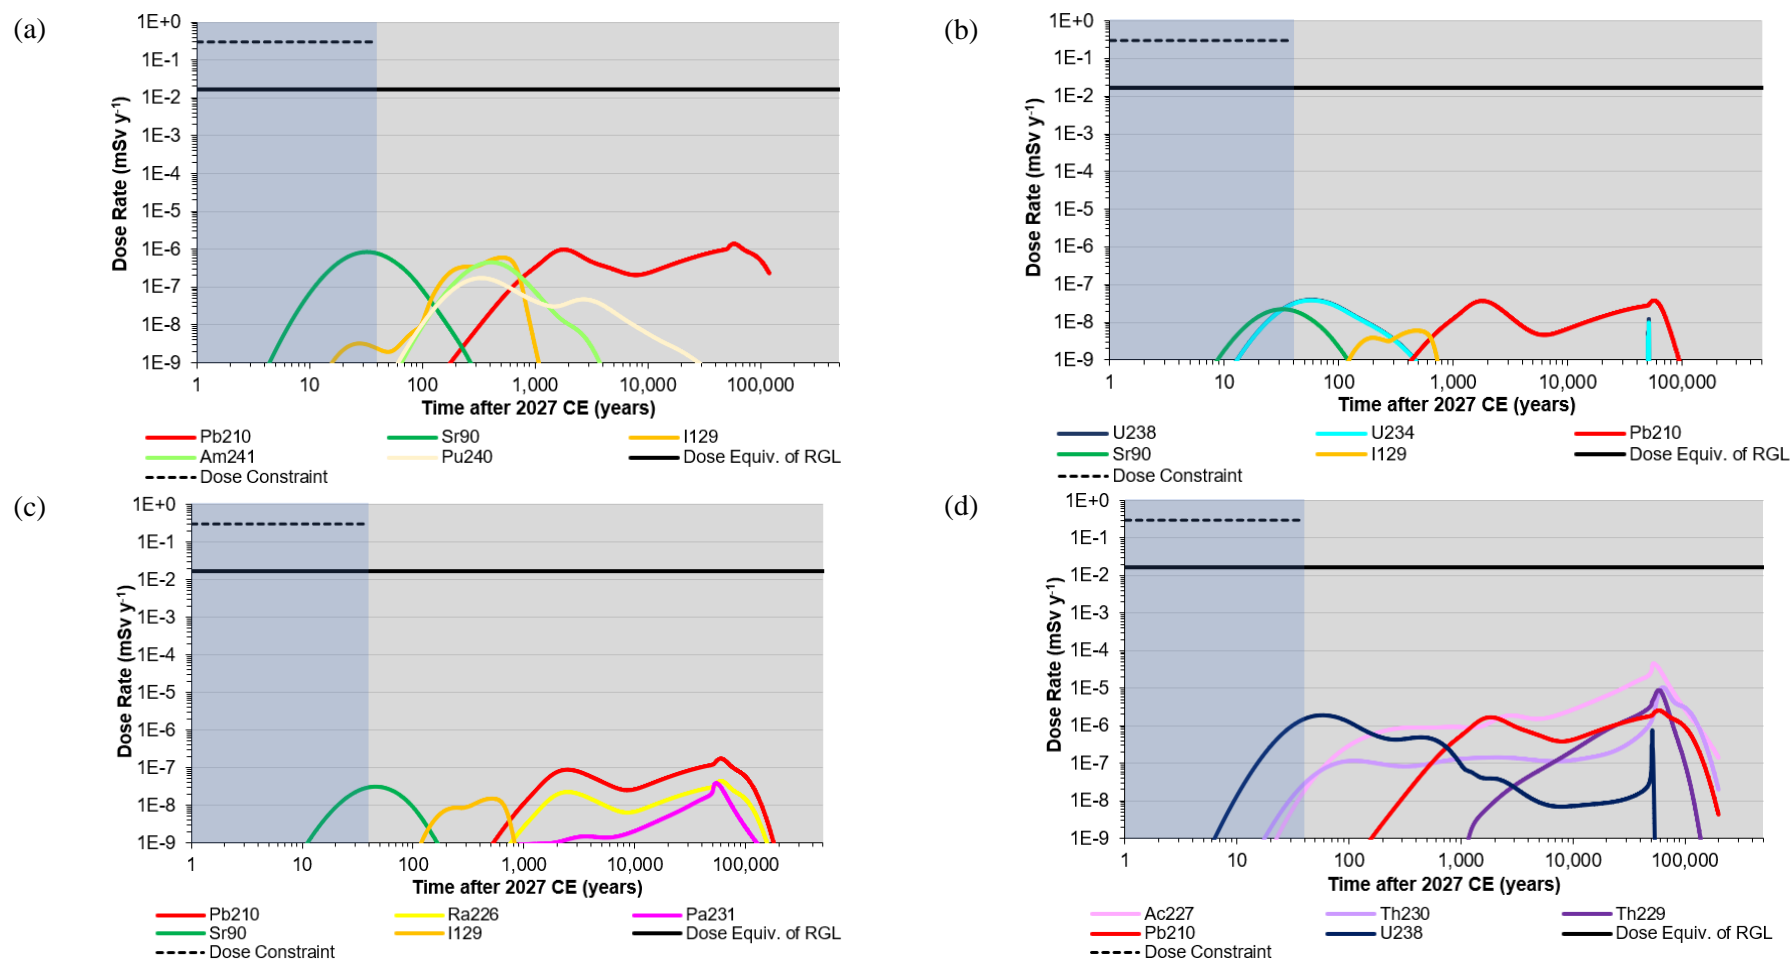 (a)
1E+0
1E-1
1E-2
1E-3
1E-4
1E-5
1E-6
1E-7
1E-8
1E-9
Dose Rate (mSv y-1)
1 10 100 1,000 10,000 100,000
Time after 2027 CE (years)
Pb210 Sr90 I129
Am241 Pu240 Dose Equiv. of RGL
Dose Constraint
(b)
1E+0
1E-1
1E-2
1E-3
1E-4
1E-5
1E-6
1E-7
1E-8
1E-9
Dose Rate (mSv y-1)
1 10 100 1,000 10,000 100,000
Time after 2027 CE (years)
U238 U234 Pb210
Sr90 I129 Dose Equiv. of RGL
Dose Constraint
(c)
1E+0
1E-1
1E-2
1E-3
1E-4
1E-5
1E-6
1E-7
1E-8
1E-9
Dose Rate (mSv y-1)
1 10 100 1,000 10,000 100,000
Time after 2027 CE (years)
Pb210 Ra226 Pa231
Sr90 I129 Dose Equiv. of RGL
Dose Constraint
(d)
1E+0
1E-1
1E-2
1E-3
1E-4
1E-5
1E-6
1E-7
1E-8
1E-9
Dose Rate (mSv y-1)
1 10 100 1,000 10,000 100,000
Time after 2027 CE (years)
Ac227 Th230 Th229
Pb210 U238 Dose Equiv. of RGL
Dose Constraint